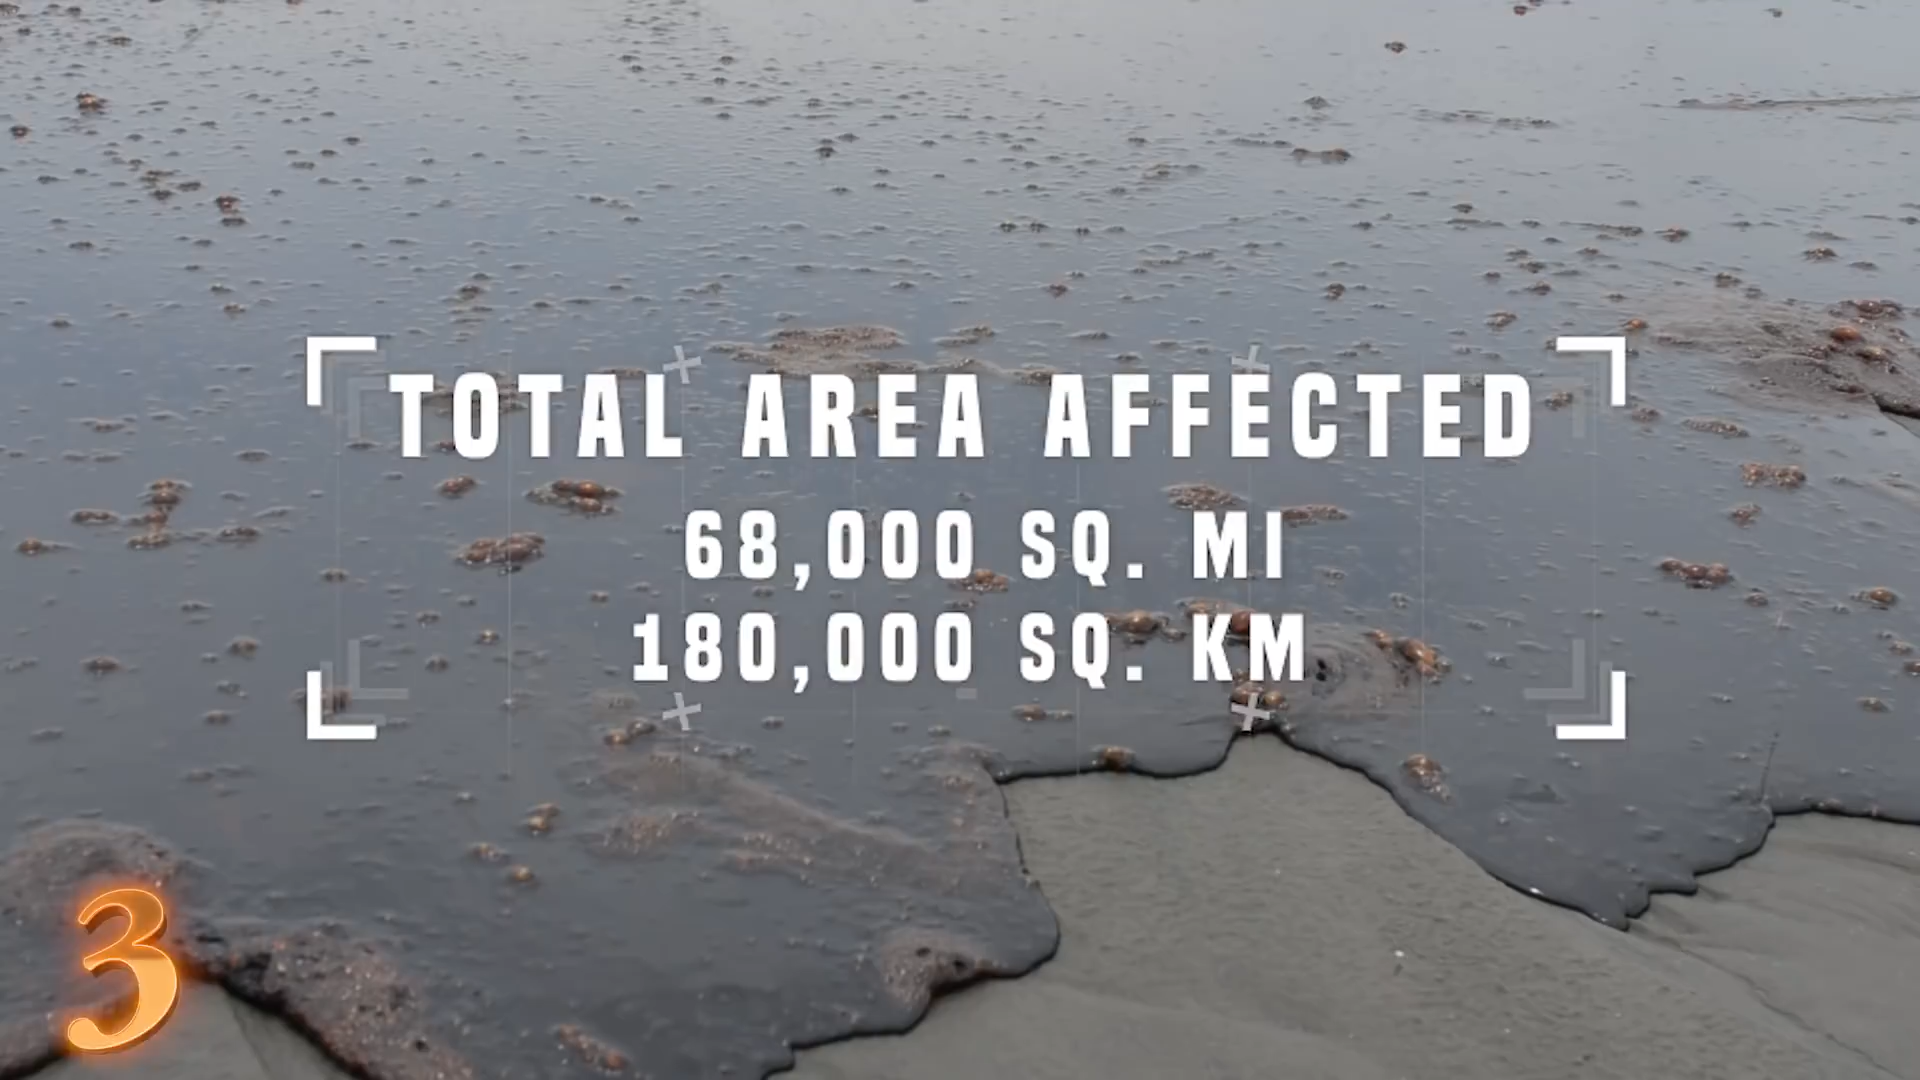 TOTAL AREA AFFECTED
68,000 SQ. MI
180,000 SQ. KM
3